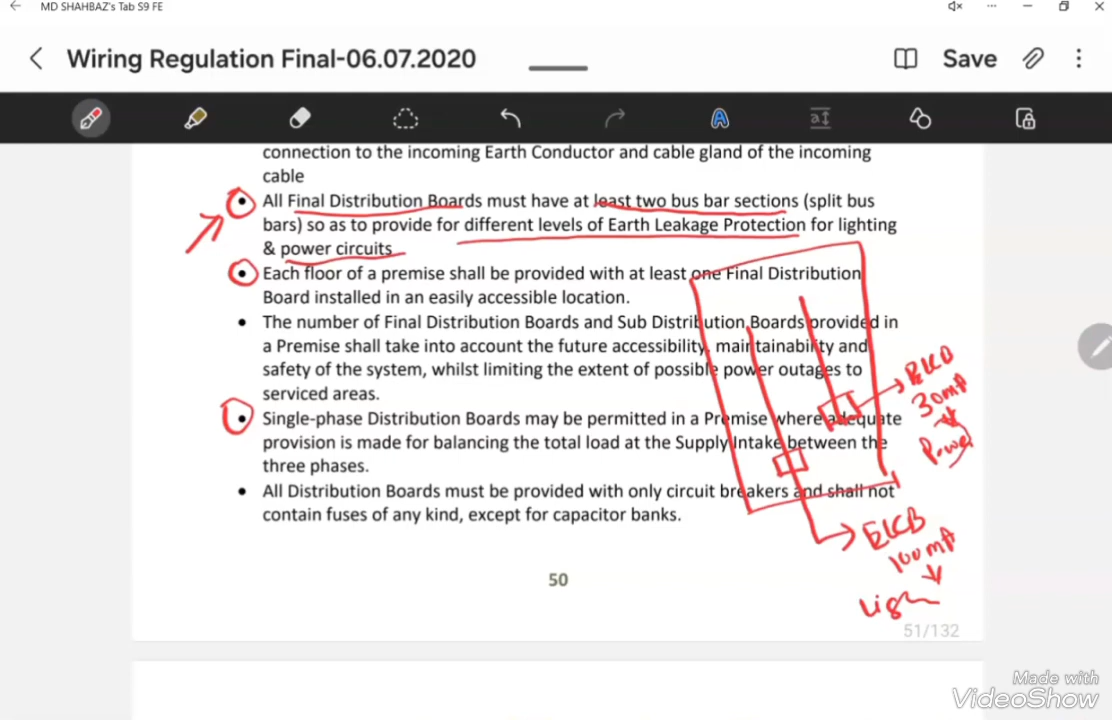 MD SHAHBAZ's Tab S9 FE
Wiring Regulation Final-06.07.2020
Save
connection to the incoming Earth Conductor and cable gland of the incoming
cable
• All Final Distribution Boards must have at least two bus bar sections (split bus
bars) so as to provide for different levels of Earth Leakage Protection for lighting
& power circuits
• Each floor of a premise shall be provided with at least one Final Distribution
Board installed in an easily accessible location.
• The number of Final Distribution Boards and Sub Distribution Boards provided in
a Premise shall take into account the future accessibility, maintainability and
safety of the system, whilst limiting the extent of possible power outages to
serviced areas.
• Single-phase Distribution Boards may be permitted in a Premise where adequate
provision is made for balancing the total load at the Supply Intake between the
three phases.
• All Distribution Boards must be provided with only circuit breakers and shall not
contain fuses of any kind, except for capacitor banks.
30mA
Power
100mA
50
51/132
Made with
VideoShow